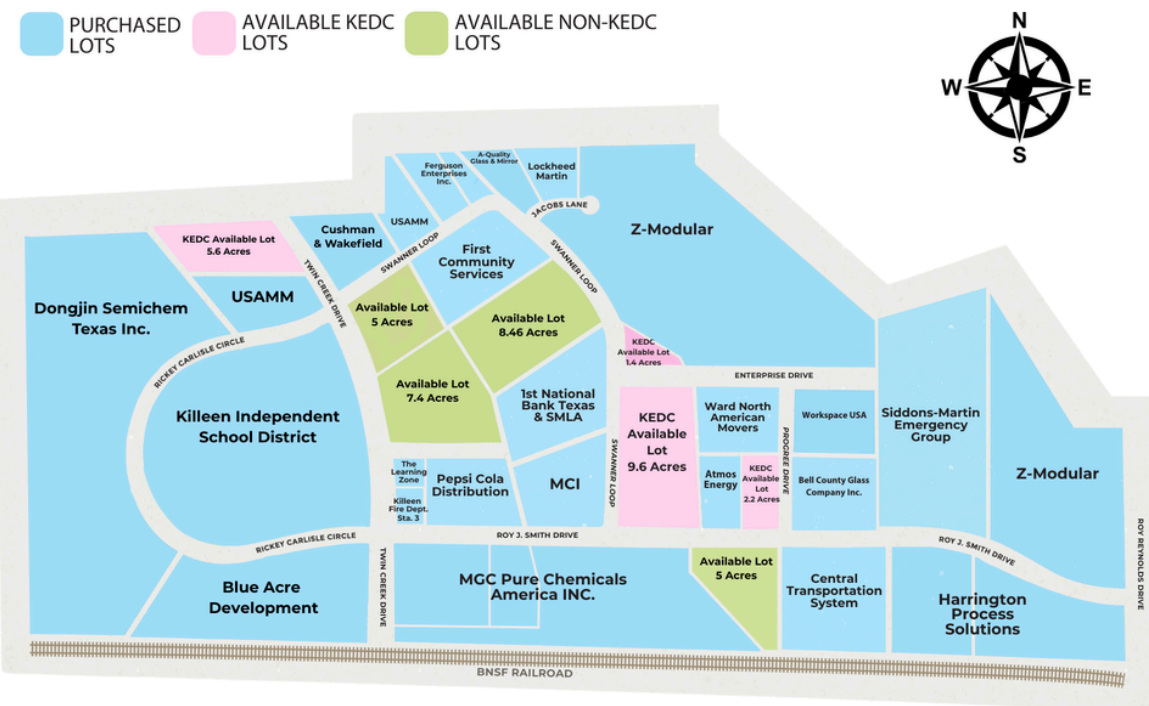 PURCHASED
LOTS
AVAILABLE KEDC
LOTS
AVAILABLE NON-KEDC
LOTS
N
W
E
S
Ferguson
Enterprises
Inc.
A-Quality
Glass & Mirror
Lockheed
Martin
JACOBS LANE
Z-Modular
KEDC Available Lot
5.6 Acres
Cushman
& Wakefield
USAMM
SWANNER LOOP
First
Community
Services
SWANNER LOOP
TWIN CREEK DRIVE
USAMM
Dongjin Semichem
Texas Inc.
RICKEY CARLISLE CIRCLE
Available Lot
5 Acres
Available Lot
8.46 Acres
KEDC
Available Lot
1.4 Acres
ENTERPRISE DRIVE
Available Lot
7.4 Acres
1st National
Bank Texas
& SMLA
Killeen Independent
School District
KEDC
Available
Lot
9.6 Acres
Ward North
American
Movers
Workspace USA
Siddons-Martin
Emergency
Group
PROGREE DRIVE
SWANNER LOOP
Z-Modular
The
Learning
Zone
Killeen
Fire Dept.
Sta. 3
Pepsi Cola
Distribution
MCI
Atmos
Energy
KEDC
Available
Lot
2.2 Acres
Bell County Glass
Company Inc.
RICKEY CARLISLE CIRCLE
ROY J. SMITH DRIVE
ROY J. SMITH DRIVE
ROY REYNOLDS DRIVE
TWIN CREEK DRIVE
Blue Acre
Development
MGC Pure Chemicals
America INC.
Available Lot
5 Acres
Central
Transportation
System
Harrington
Process
Solutions
BNSF RAILROAD